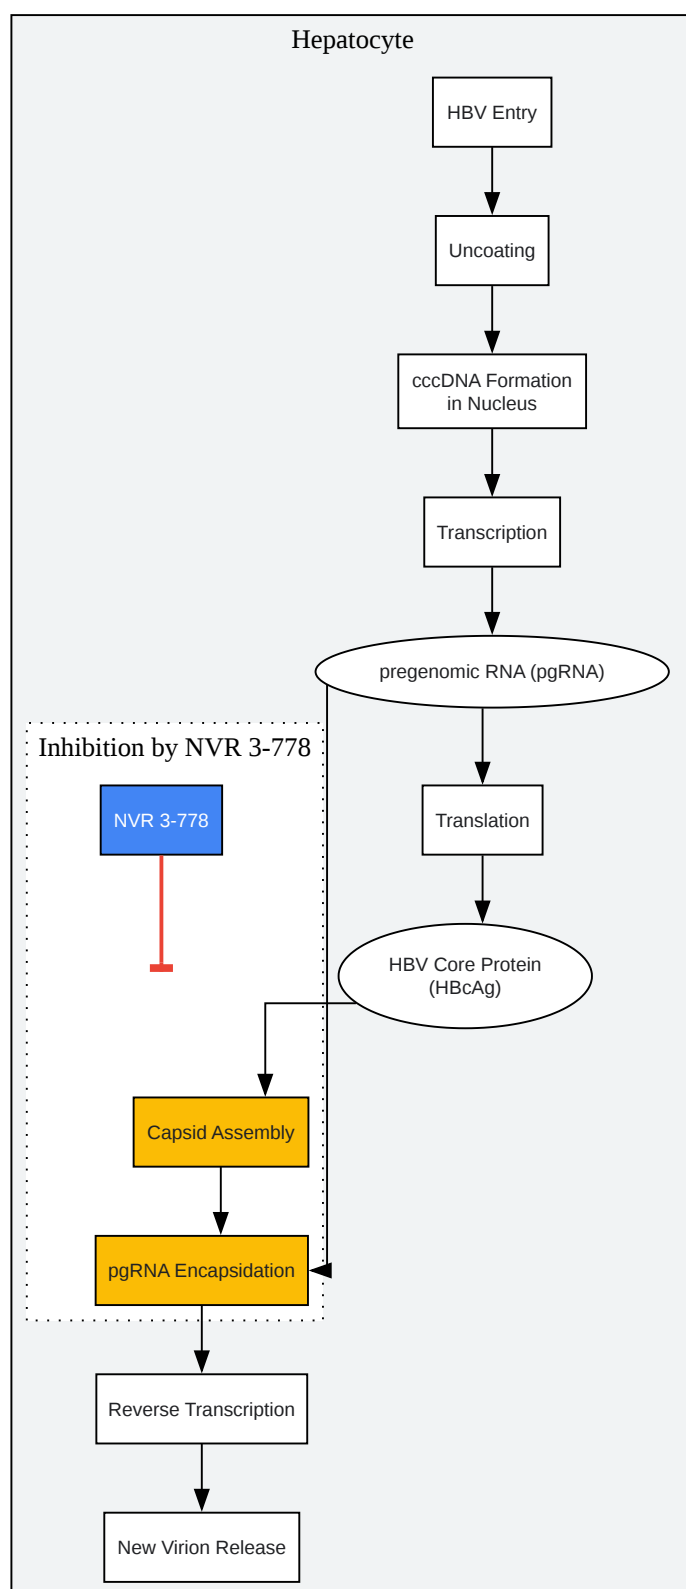 Hepatocyte
HBV Entry
Uncoating
cccDNA Formation
in Nucleus
Transcription
pregenomic RNA (pgRNA)
Inhibition by NVR 3-778
NVR 3-778
Translation
HBV Core Protein
(HBcAg)
Capsid Assembly
pgRNA Encapsidation
Reverse Transcription
New Virion Release